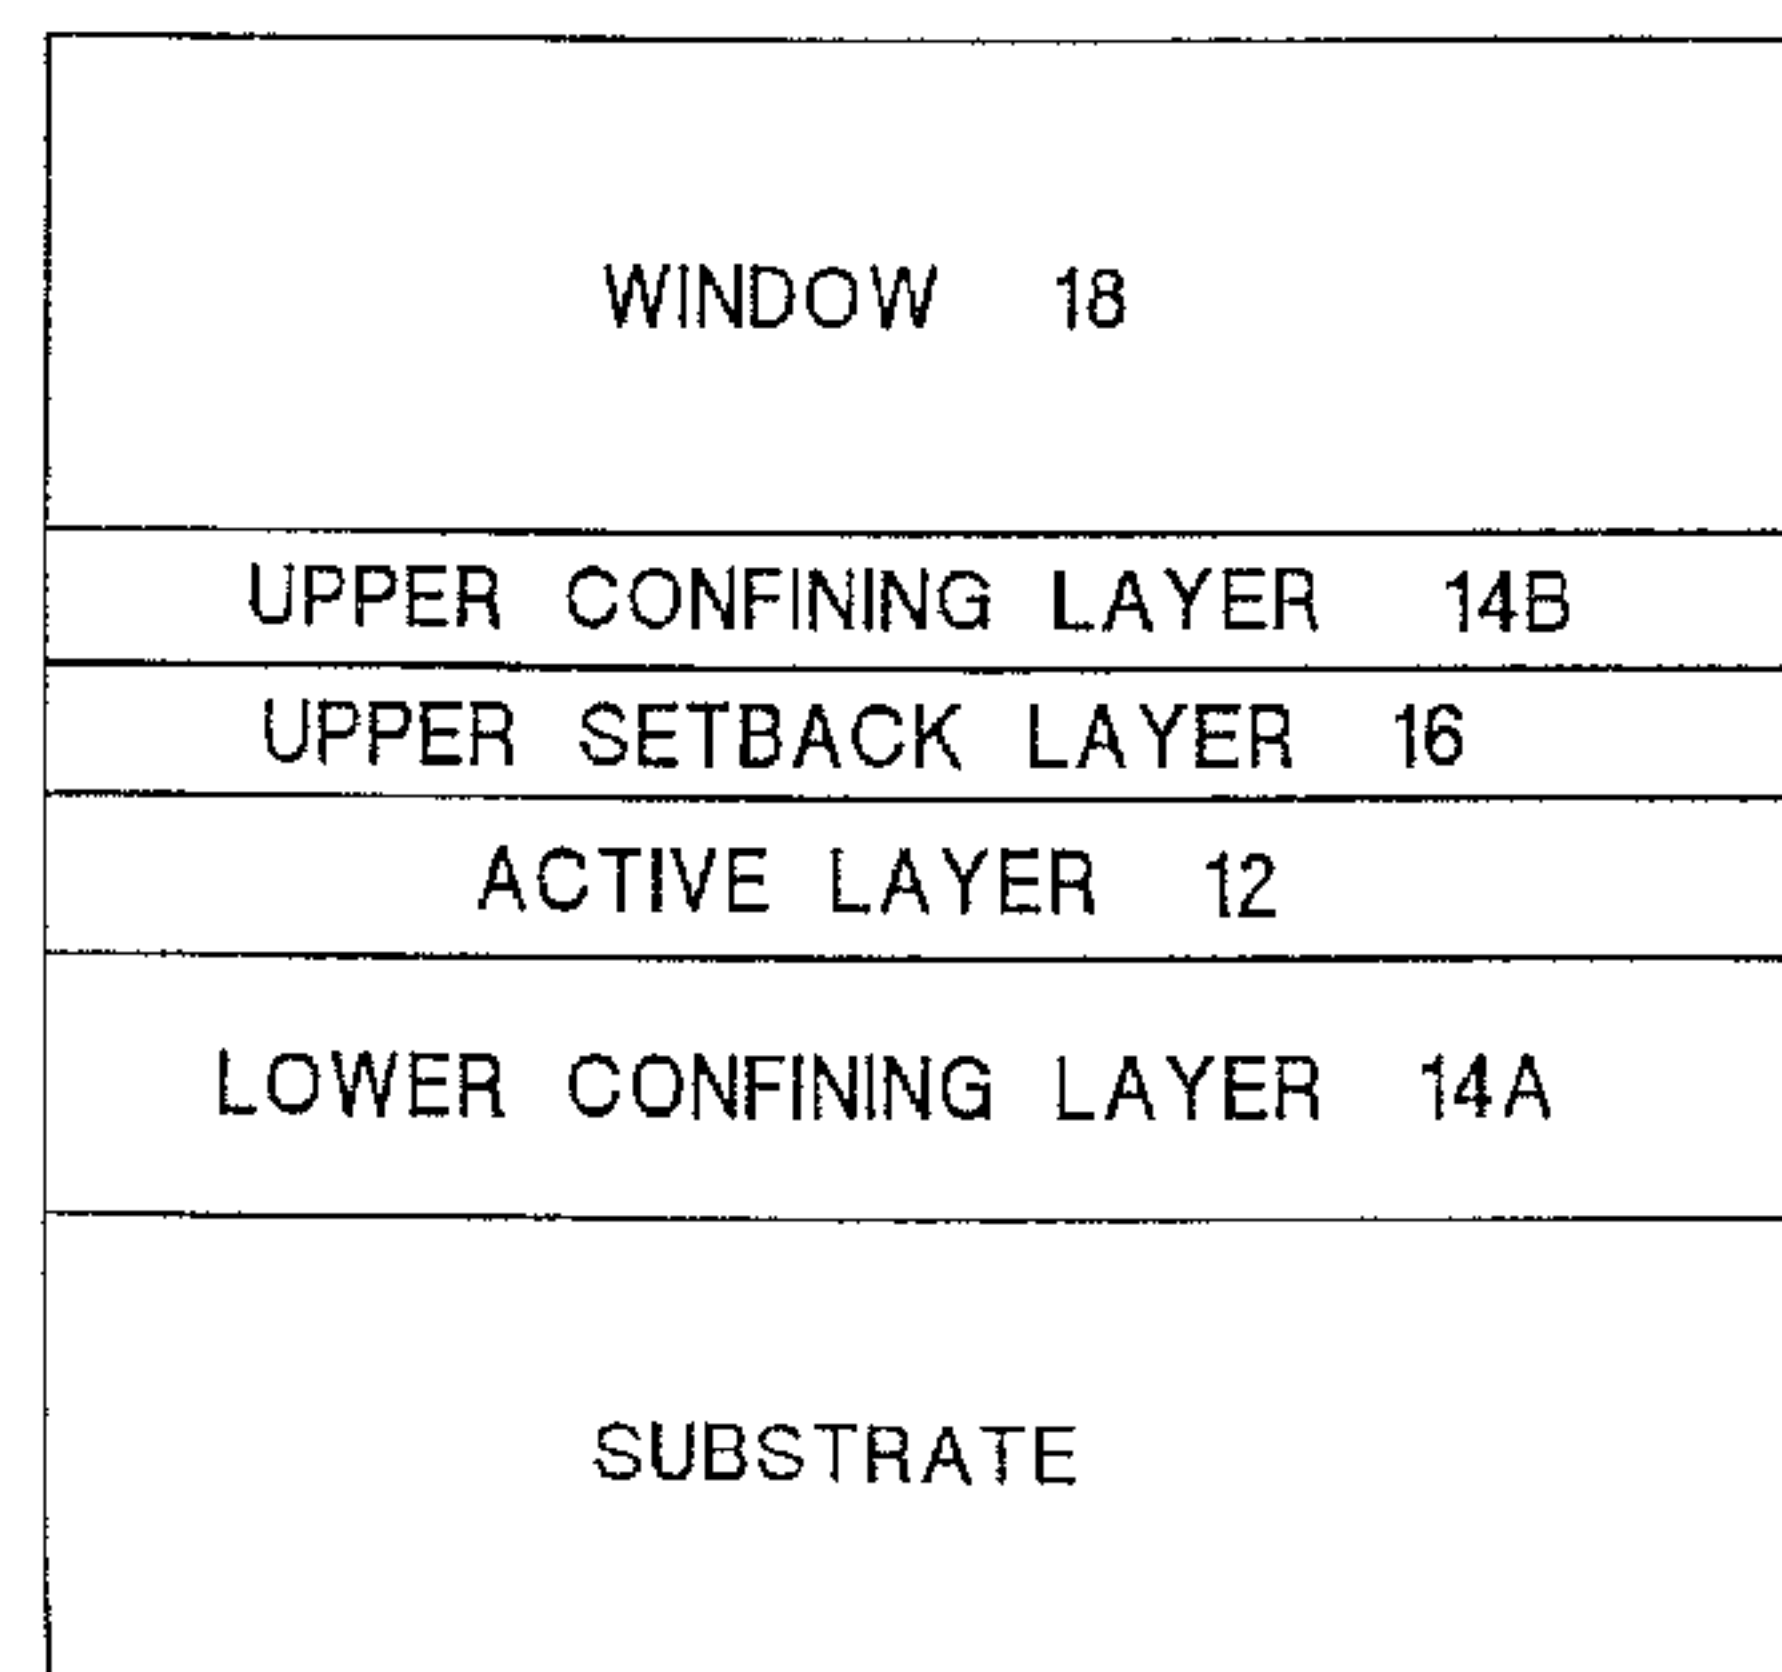 WINDOW 18
UPPER CONFINING LAYER 14B
UPPER SETBACK LAYER 16
ACTIVE LAYER 12
LOWER CONFINING LAYER 14A
SUBSTRATE